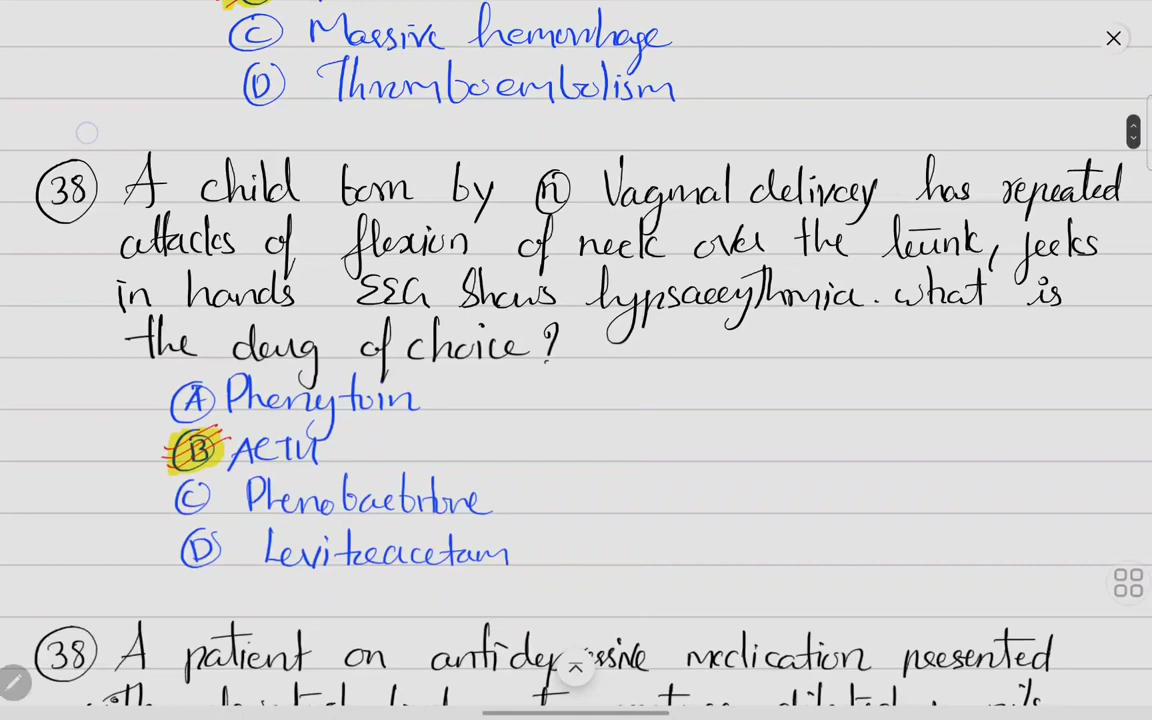 C Massive hemorrhage
D Thromboembolism
38 A child born by n Vaginal delivery has repeated
attacks of flexion of neck over the trunk, jerks
in hands EEG Shows hypsarrythmia. what is
the drug of choice?
A Phenytoin
B ACTH
C Phenobarbitone
D Levitracetam
38 A patient on antidepressive medication presented